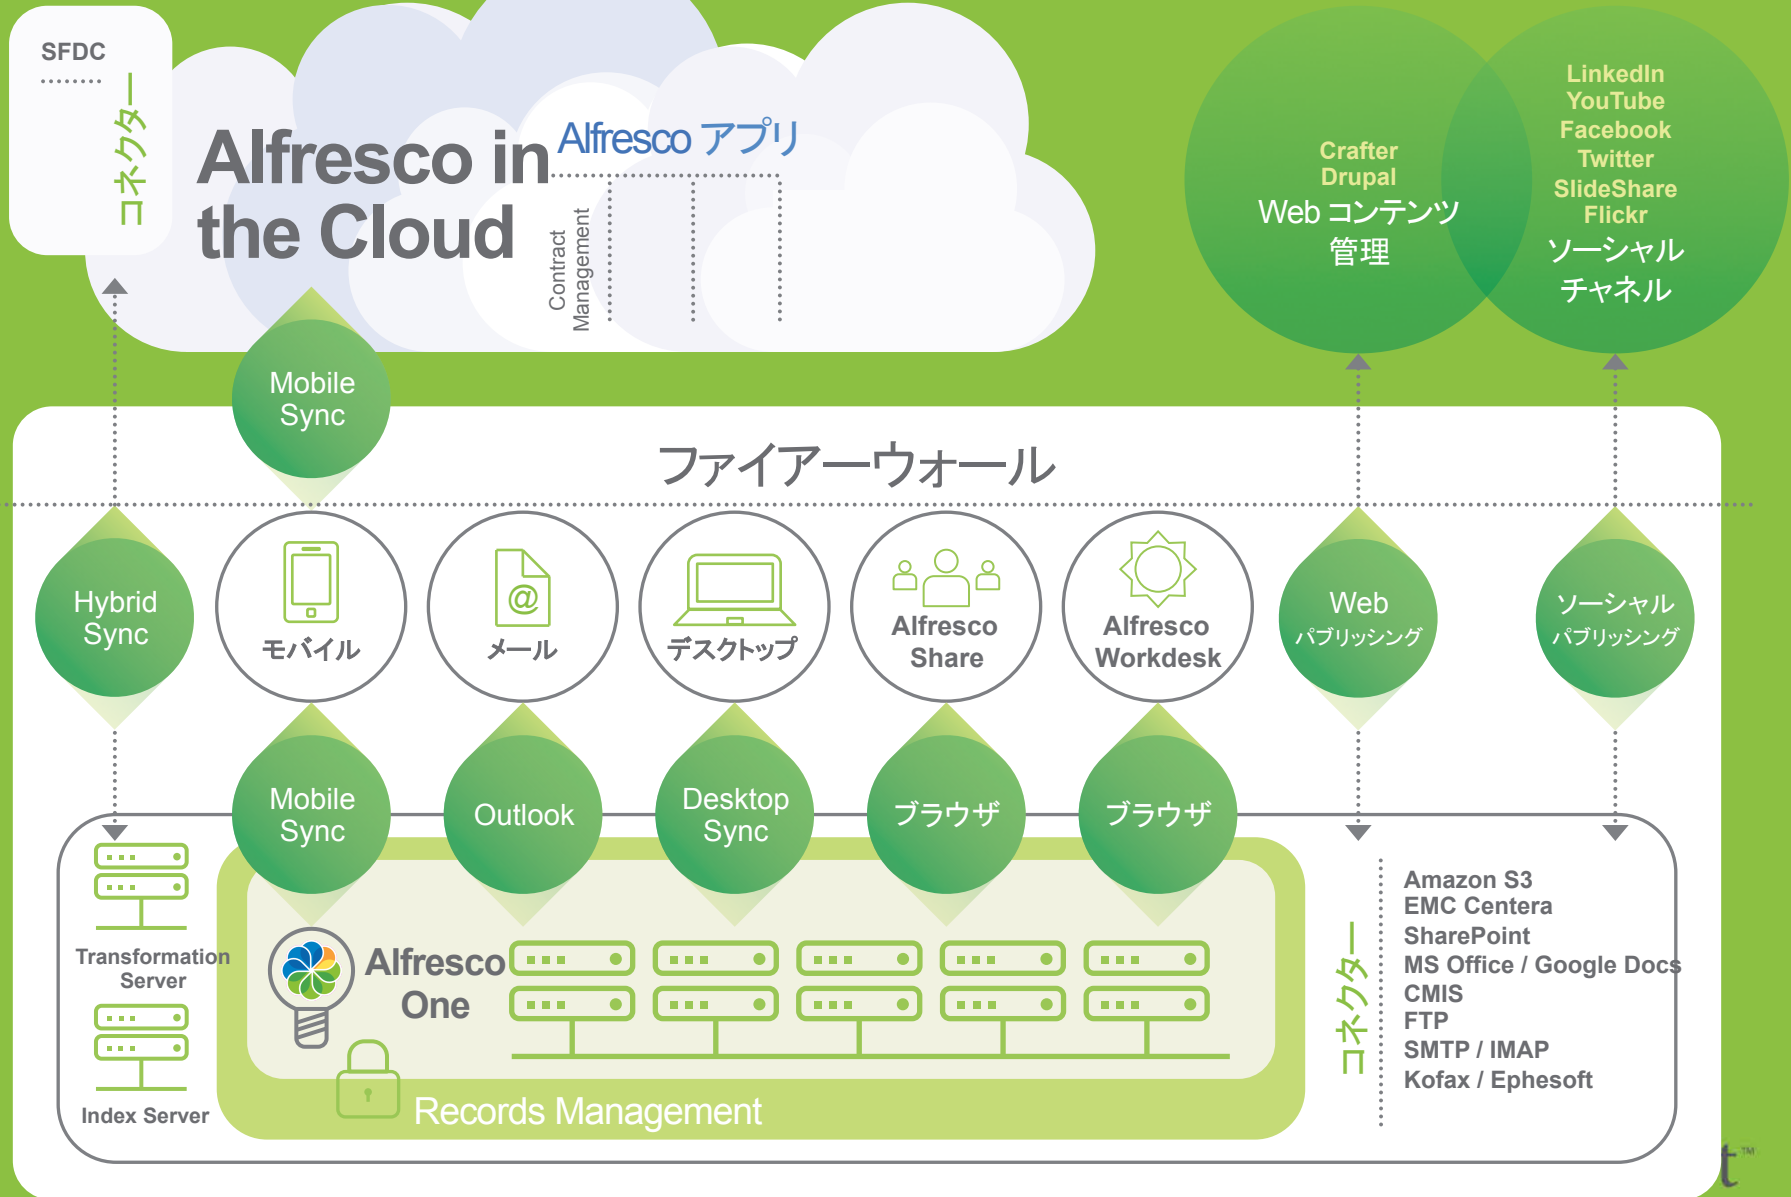 SFDC
コネクター
Alfresco in
the Cloud
Alfresco アプリ
Contract
Management
Crafter
Drupal
Web コンテンツ
管理
LinkedIn
YouTube
Facebook
Twitter
SlideShare
Flickr
ソーシャル
チャネル
Mobile
Sync
ファイアーウォール
Hybrid
Sync
モバイル
@
メール
デスクトップ
Alfresco
Share
Alfresco
Workdesk
Web
パブリッシング
ソーシャル
パブリッシング
Mobile
Sync
Outlook
Desktop
Sync
ブラウザ
ブラウザ
Transformation
Server
Index Server
Alfresco
One
Records Management
コネクター
Amazon S3
EMC Centera
SharePoint
MS Office / Google Docs
CMIS
FTP
SMTP / IMAP
Kofax / Ephesoft
t™